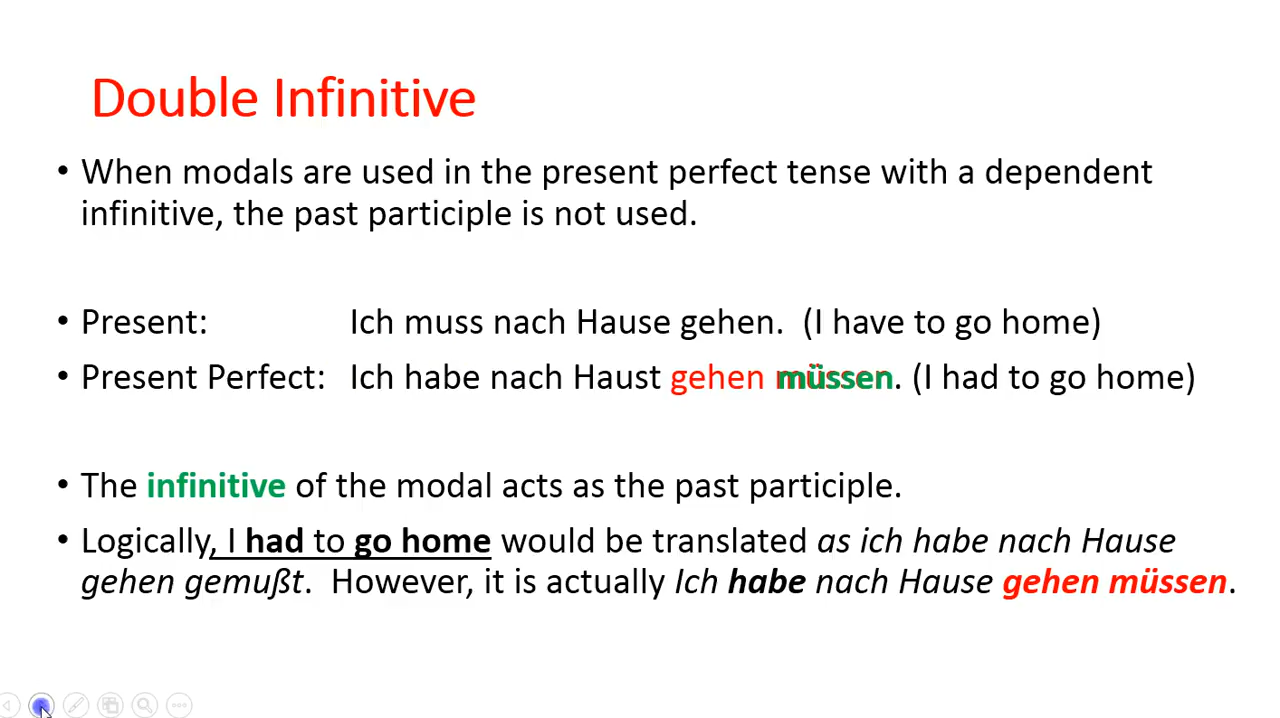 Double Infinitive
• When modals are used in the present perfect tense with a dependent
infinitive, the past participle is not used.
• Present: Ich muss nach Hause gehen. (I have to go home)
• Present Perfect: Ich habe nach Haust gehen müssen. (I had to go home)
• The infinitive of the modal acts as the past participle.
• Logically, I had to go home would be translated as ich habe nach Hause
gehen gemußt. However, it is actually Ich habe nach Hause gehen müssen.